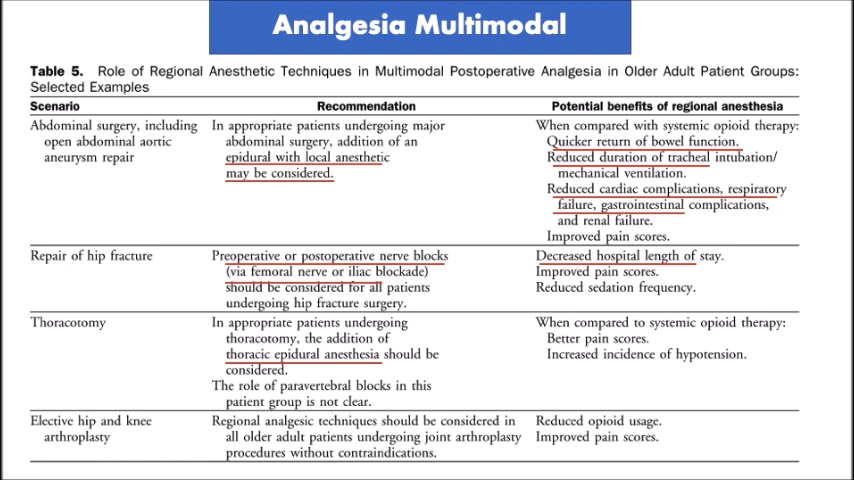 Analgesia Multimodal
Table 5. Role of Regional Anesthetic Techniques in Multimodal Postoperative Analgesia in Older Adult Patient Groups:
Selected Examples
Scenario Recommendation Potential benefits of regional anesthesia
Abdominal surgery, including In appropriate patients undergoing major When compared with systemic opioid therapy:
open abdominal aortic abdominal surgery, addition of an Quicker return of bowel function.
aneurysm repair epidural with local anesthetic Reduced duration of tracheal intubation/
may be considered. mechanical ventilation.
Reduced cardiac complications, respiratory
failure, gastrointestinal complications,
and renal failure.
Improved pain scores.
Repair of hip fracture Preoperative or postoperative nerve blocks Decreased hospital length of stay.
(via femoral nerve or iliac blockade) Improved pain scores.
should be considered for all patients Reduced sedation frequency.
undergoing hip fracture surgery.
Thoracotomy In appropriate patients undergoing When compared to systemic opioid therapy:
thoracotomy, the addition of Better pain scores.
thoracic epidural anesthesia should be Increased incidence of hypotension.
considered.
The role of paravertebral blocks in this
patient group is not clear.
Elective hip and knee Regional analgesic techniques should be considered in Reduced opioid usage.
arthroplasty all older adult patients undergoing joint arthroplasty Improved pain scores.
procedures without contraindications.